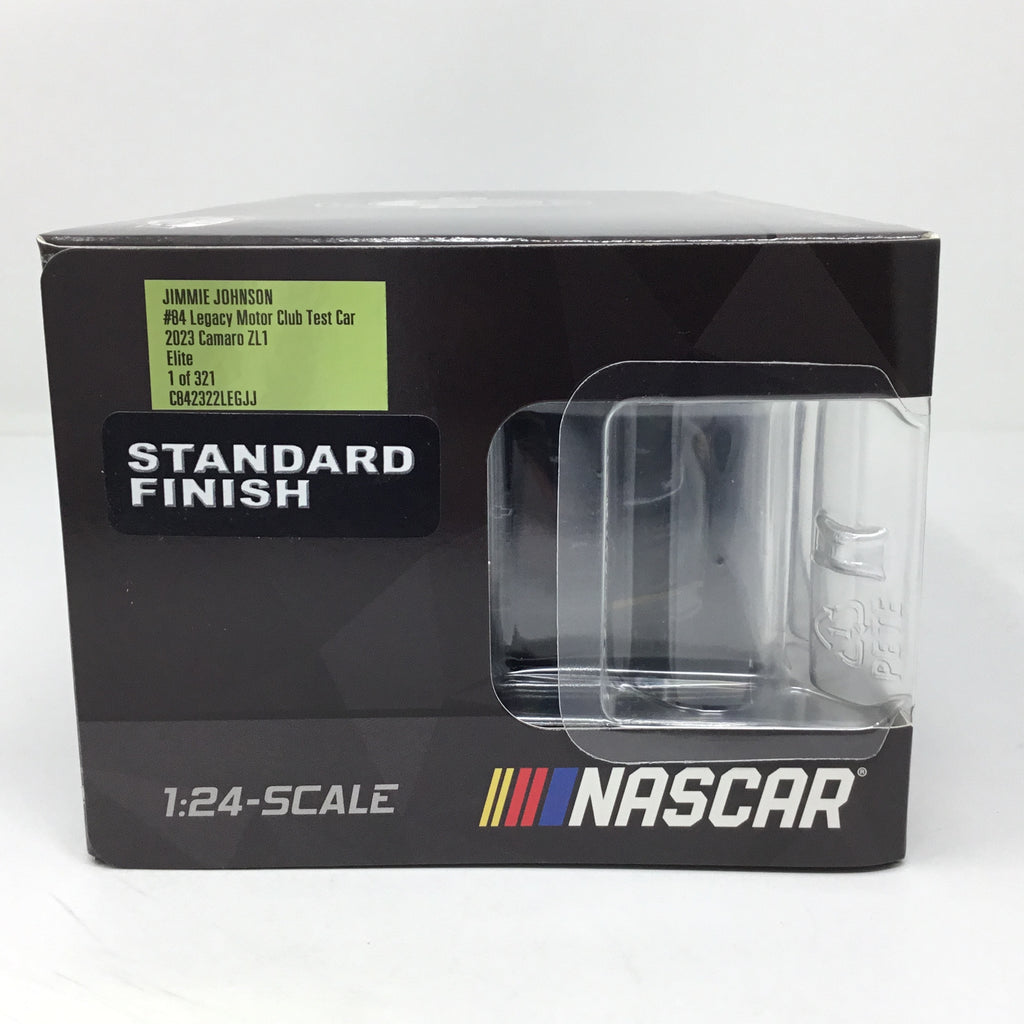 JIMMIE JOHNSON
#84 Legacy Motor Club Test Car
2023 Camaro ZL1
Elite
1 of 321
C842322LEGJJ
STANDARD
FINISH
1
PETE
1:24-SCALE
NASCAR®